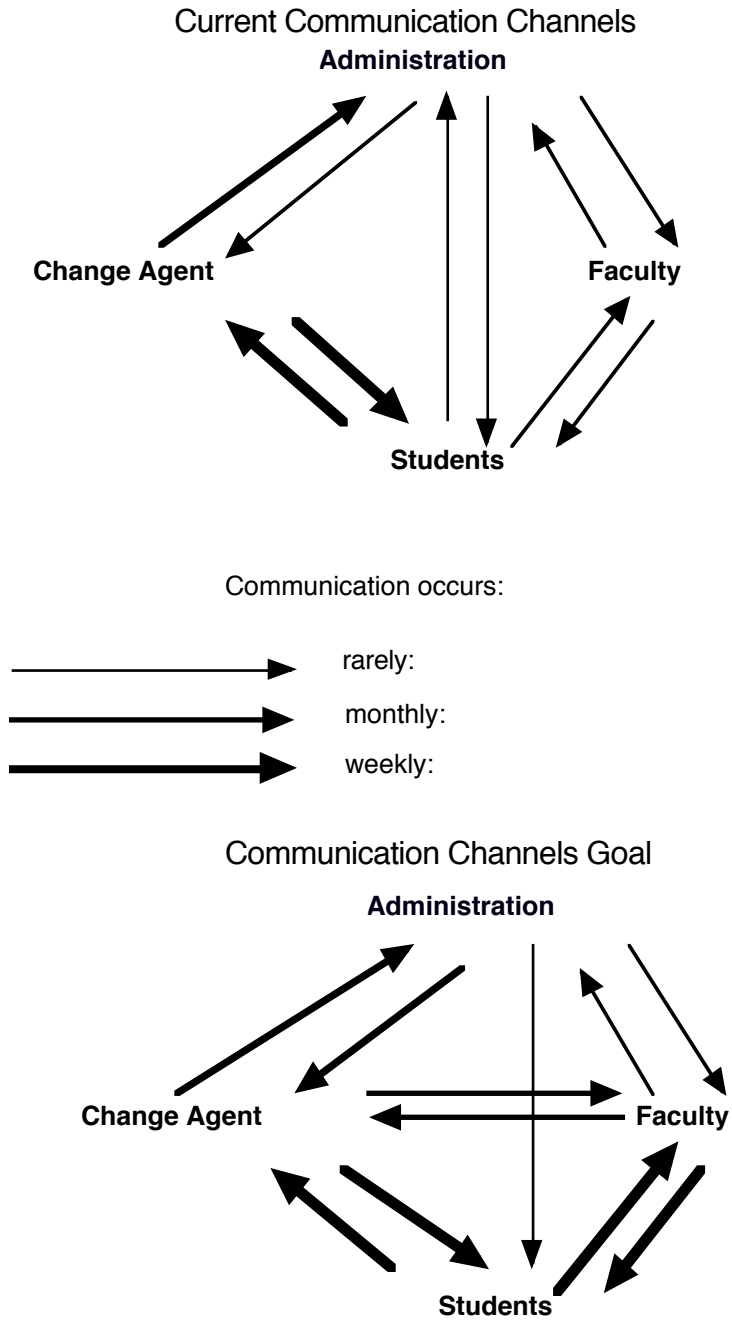 Current Communication Channels
Administration
Change Agent
Faculty
Students
Communication occurs:
rarely:
monthly:
weekly:
Communication Channels Goal
Administration
Change Agent
Faculty
Students